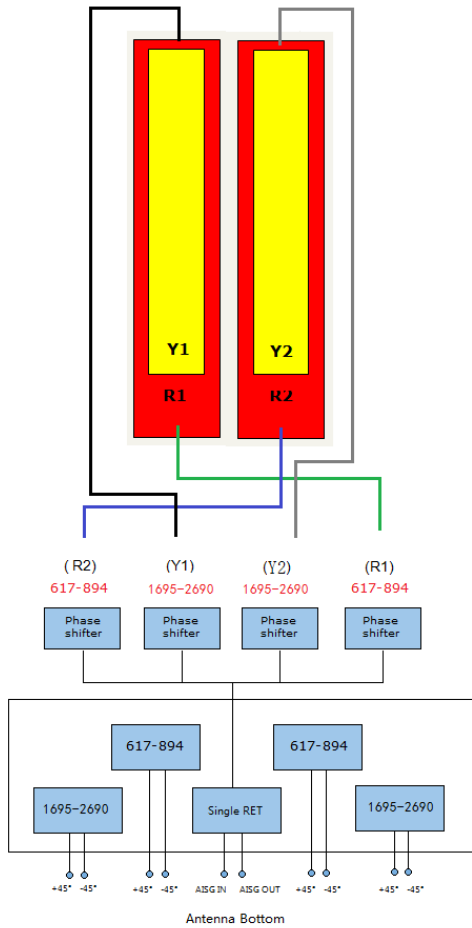 Y1 Y2
R1 R2
( R2) (Y1) (Y2) (R1)
617-894 1695-2690 1695-2690 617-894
Phase Phase Phase Phase
shifter shifter shifter shifter
617-894 617-894
1695-2690 Single RET 1695-2690
+45° -45° +45° -45° AISG IN AISG OUT +45° -45° +45° -45°
Antenna Bottom